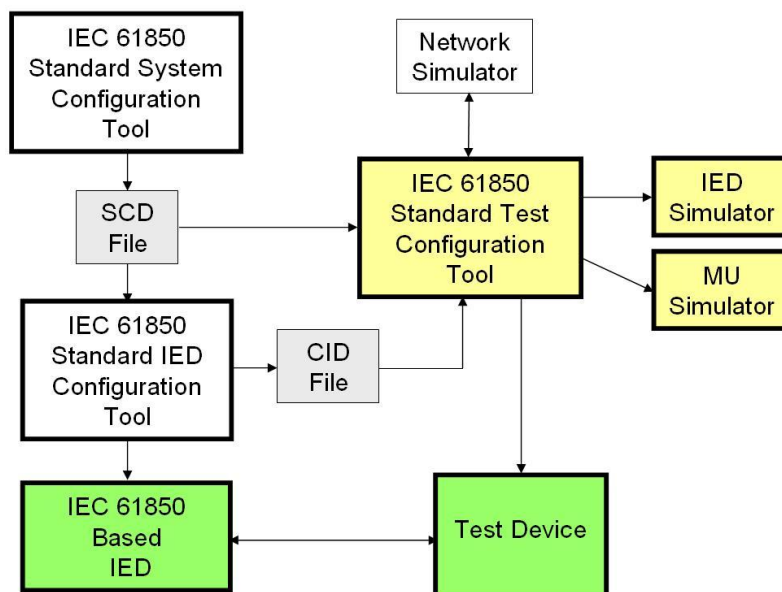 IEC 61850
Standard System
Configuration
Tool
Network
Simulator
SCD
File
IEC 61850
Standard Test
Configuration
Tool
IED
Simulator
MU
Simulator
IEC 61850
Standard IED
Configuration
Tool
CID
File
IEC 61850
Based
IED
Test Device